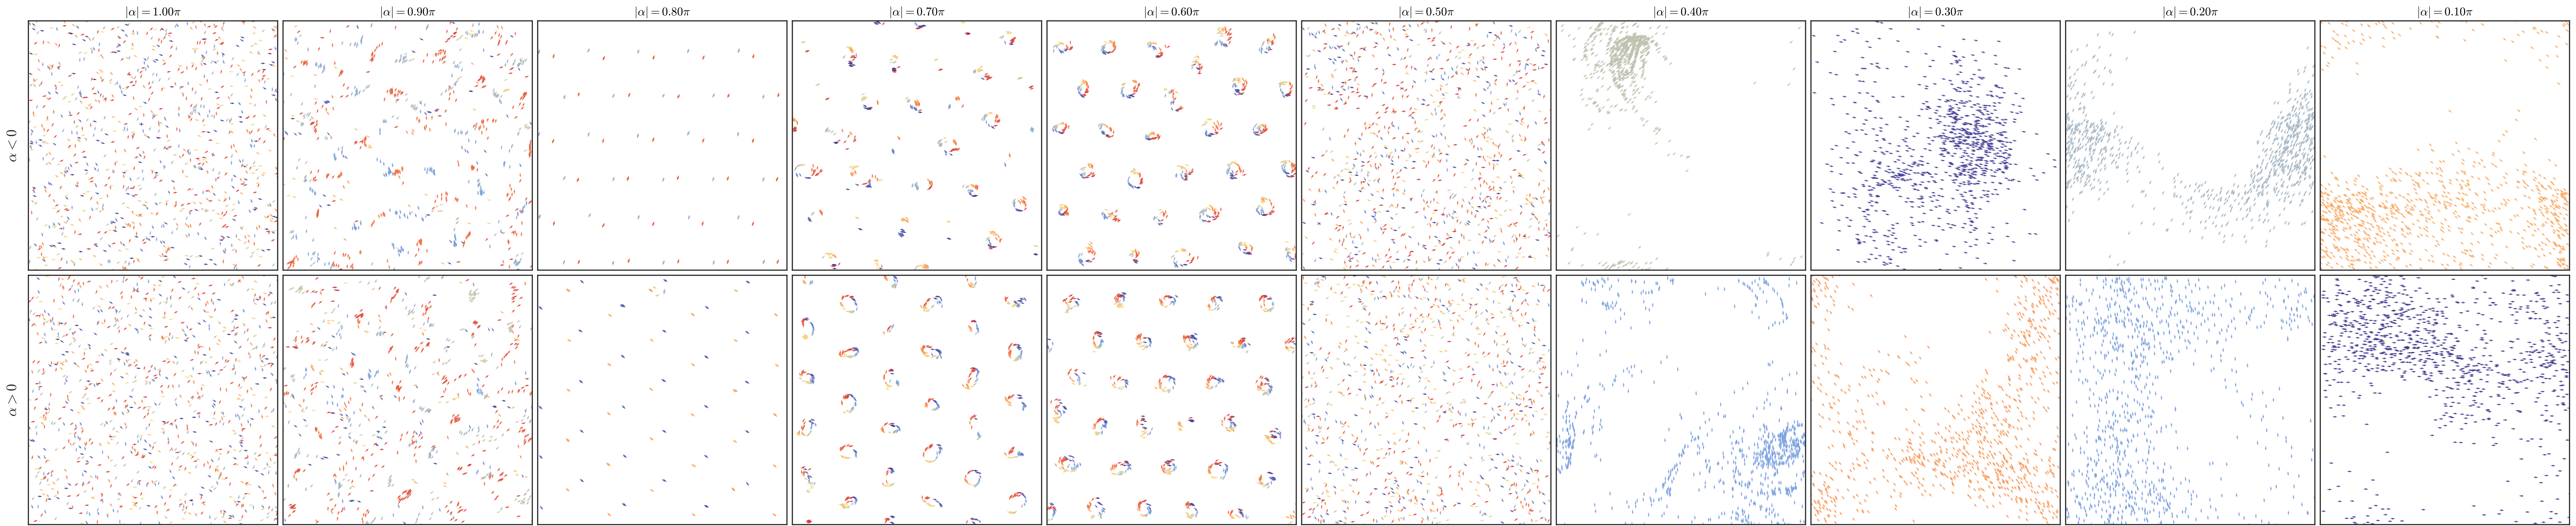 |α| = 1.00π
|α| = 0.90π
|α| = 0.80π
|α| = 0.70π
|α| = 0.60π
|α| = 0.50π
|α| = 0.40π
|α| = 0.30π
|α| = 0.20π
|α| = 0.10π
α < 0
α > 0